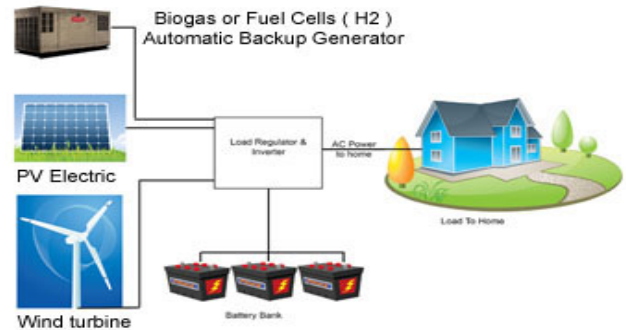 Biogas or Fuel Cells ( H2 )
Automatic Backup Generator
PV Electric
Load Regulator &
Inverter
AC Power
to home
Load To Home
Wind turbine
Battery Bank